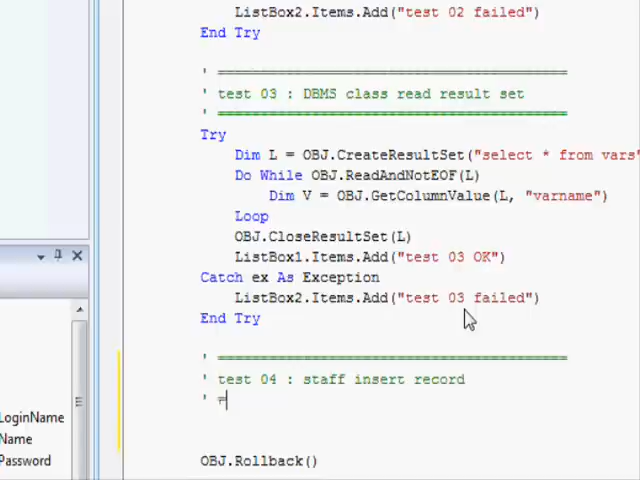 ListBox2.Items.Add("test 02 failed")
End Try
' =========================================
' test 03 : DBMS class read result set
' =========================================
Try
Dim L = OBJ.CreateResultSet("select * from vars"
Do While OBJ.ReadAndNotEOF(L)
Dim V = OBJ.GetColumnValue(L, "varname")
Loop
OBJ.CloseResultSet(L)
ListBox1.Items.Add("test 03 OK")
Catch ex As Exception
ListBox2.Items.Add("test 03 failed")
End Try
' =========================================
' test 04 : staff insert record
' =
OBJ.Rollback()
LoginName
Name
Password